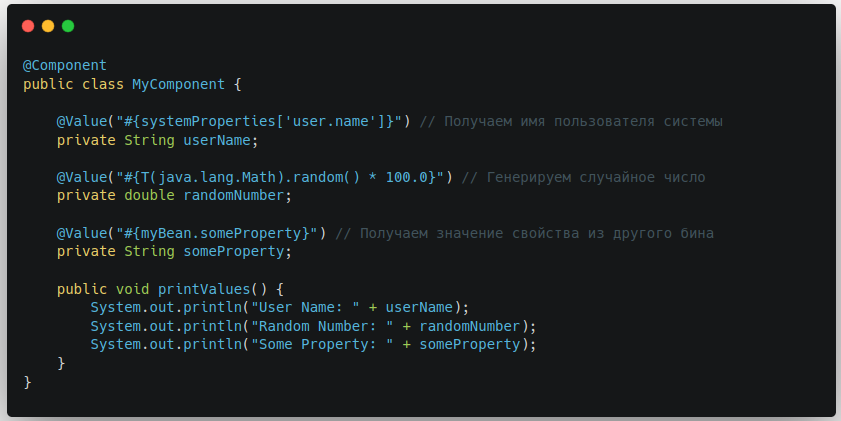 @Component
public class MyComponent {
@Value("#{systemProperties['user.name']}") // Получаем имя пользователя системы
private String userName;
@Value("#{T(java.lang.Math).random() * 100.0}") // Генерируем случайное число
private double randomNumber;
@Value("#{myBean.someProperty}") // Получаем значение свойства из другого бина
private String someProperty;
public void printValues() {
System.out.println("User Name: " + userName);
System.out.println("Random Number: " + randomNumber);
System.out.println("Some Property: " + someProperty);
}
}